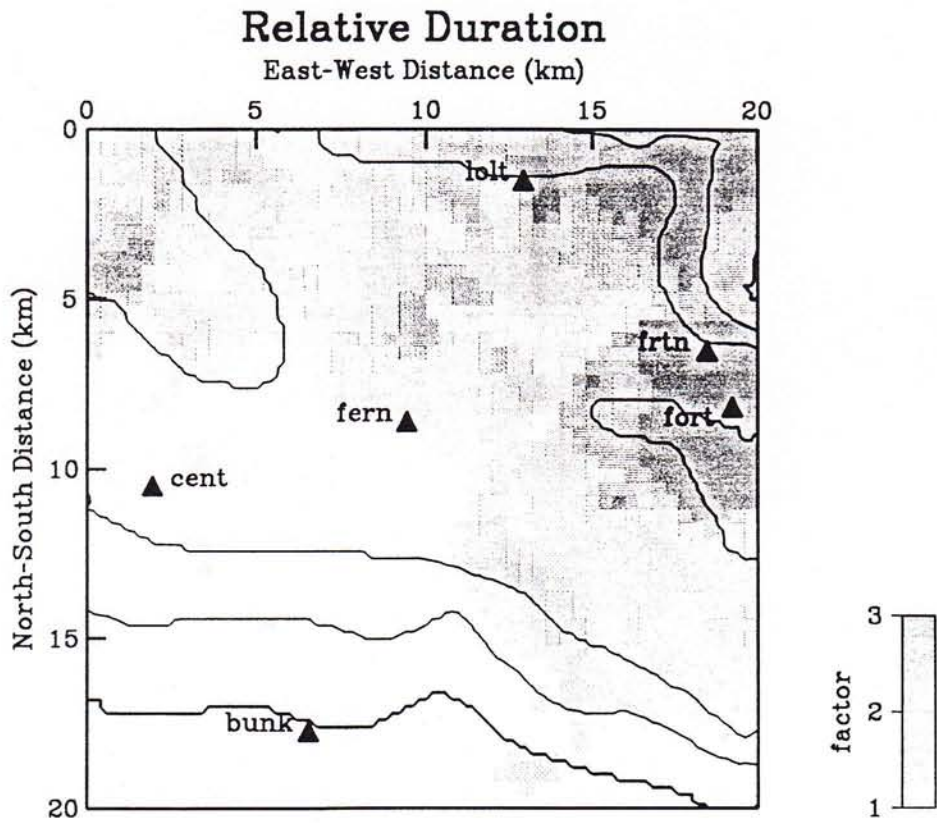 Relative Duration
East-West Distance (km)
0 5 10 15 20
0
lolt
5
frtn
fern
fort
North-South Distance (km)
10
cent
15
bunk
20
3
factor
2
1